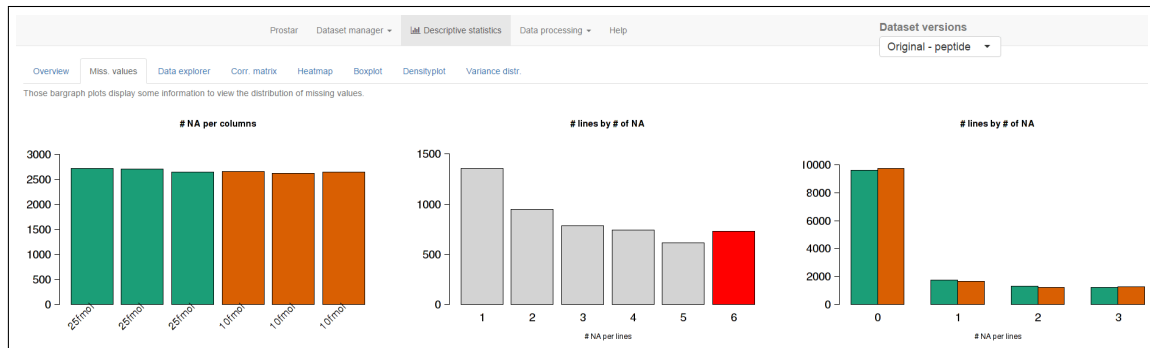 Prostar Dataset manager Descriptive statistics Data processing Help
Dataset versions
Original - peptide
Overview Miss. values Data explorer Corr. matrix Heatmap Boxplot Densityplot Variance distr.
Those bargraph plots display some information to view the distribution of missing values.
# NA per columns
3000
2500
2000
1500
1000
500
0
25fmol 25fmol 25fmol 10fmol 10fmol 10fmol
# lines by # of NA
1500
1000
500
0
1 2 3 4 5 6
# NA per lines
# lines by # of NA
10000
8000
6000
4000
2000
0
0 1 2 3
# NA per lines